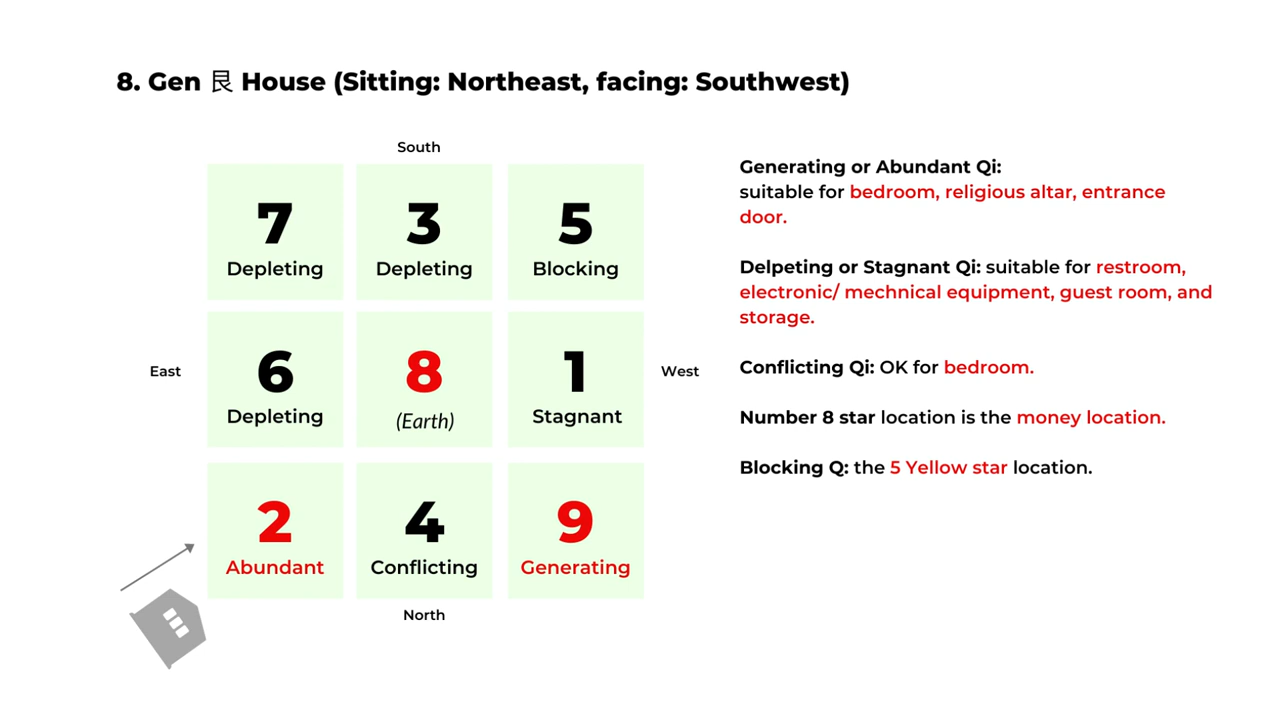 8. Gen 艮 House (Sitting: Northeast, facing: Southwest)
South
7 3 5
Depleting Depleting Blocking
East
6 8 1
Depleting (Earth) Stagnant
West
2 4 9
Abundant Conflicting Generating
North
Generating or Abundant Qi:
suitable for bedroom, religious altar, entrance
door.
Delpeting or Stagnant Qi: suitable for restroom,
electronic/ mechnical equipment, guest room, and
storage.
Conflicting Qi: OK for bedroom.
Number 8 star location is the money location.
Blocking Q: the 5 Yellow star location.